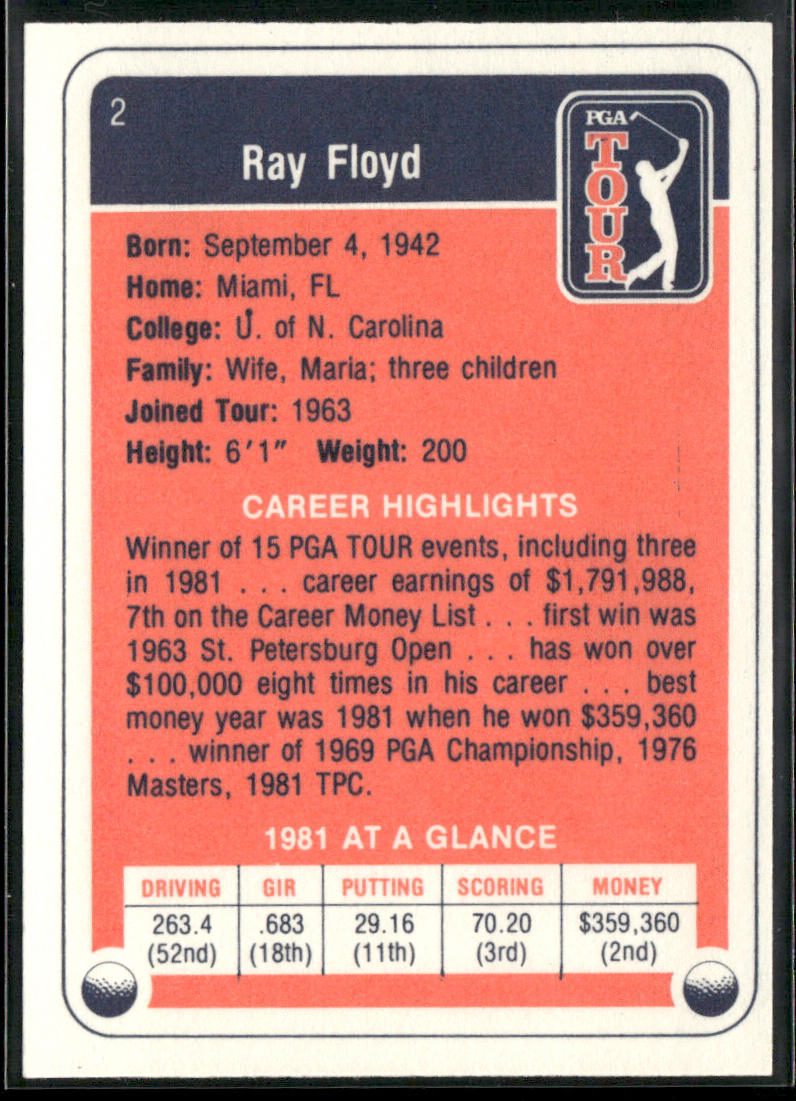 2
Ray Floyd
PGA
TOUR
Born: September 4, 1942
Home: Miami, FL
College: U. of N. Carolina
Family: Wife, Maria; three children
Joined Tour: 1963
Height: 6'1" Weight: 200
CAREER HIGHLIGHTS
Winner of 15 PGA TOUR events, including three
in 1981 . . . career earnings of $1,791,988,
7th on the Career Money List . . . first win was
1963 St. Petersburg Open . . . has won over
$100,000 eight times in his career . . . best
money year was 1981 when he won $359,360
. . . winner of 1969 PGA Championship, 1976
Masters, 1981 TPC.
1981 AT A GLANCE
DRIVING GIR PUTTING SCORING MONEY
263.4 .683 29.16 70.20 $359,360
(52nd) (18th) (11th) (3rd) (2nd)